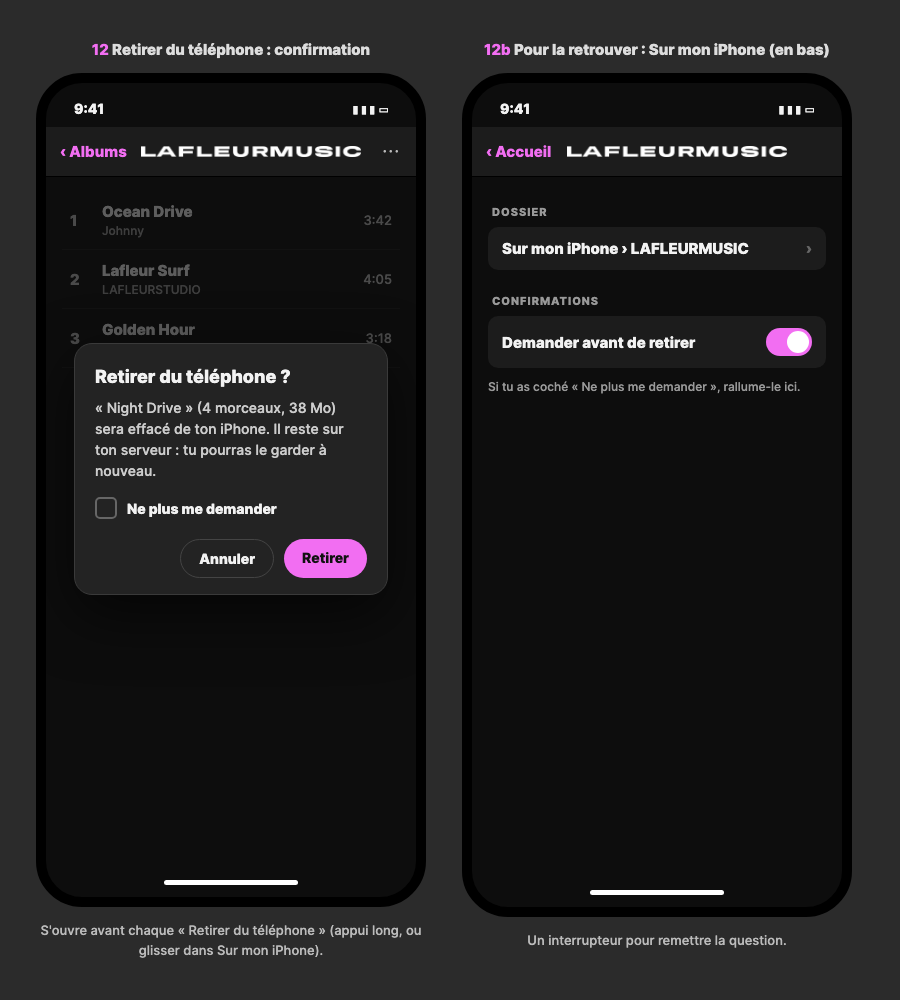 12 Retirer du téléphone : confirmation
9:41
‹ Albums LAFLEURMUSIC ···
1 Ocean Drive 3:42
Johnny
2 Lafleur Surf 4:05
LAFLEURSTUDIO
3 Golden Hour 3:18
Retirer du téléphone ?
« Night Drive » (4 morceaux, 38 Mo)
sera effacé de ton iPhone. Il reste sur
ton serveur : tu pourras le garder à
nouveau.
Ne plus me demander
Annuler Retirer
S'ouvre avant chaque « Retirer du téléphone » (appui long, ou
glisser dans Sur mon iPhone).
12b Pour la retrouver : Sur mon iPhone (en bas)
9:41
‹ Accueil LAFLEURMUSIC
DOSSIER
Sur mon iPhone › LAFLEURMUSIC ›
CONFIRMATIONS
Demander avant de retirer
Si tu as coché « Ne plus me demander », rallume-le ici.
Un interrupteur pour remettre la question.